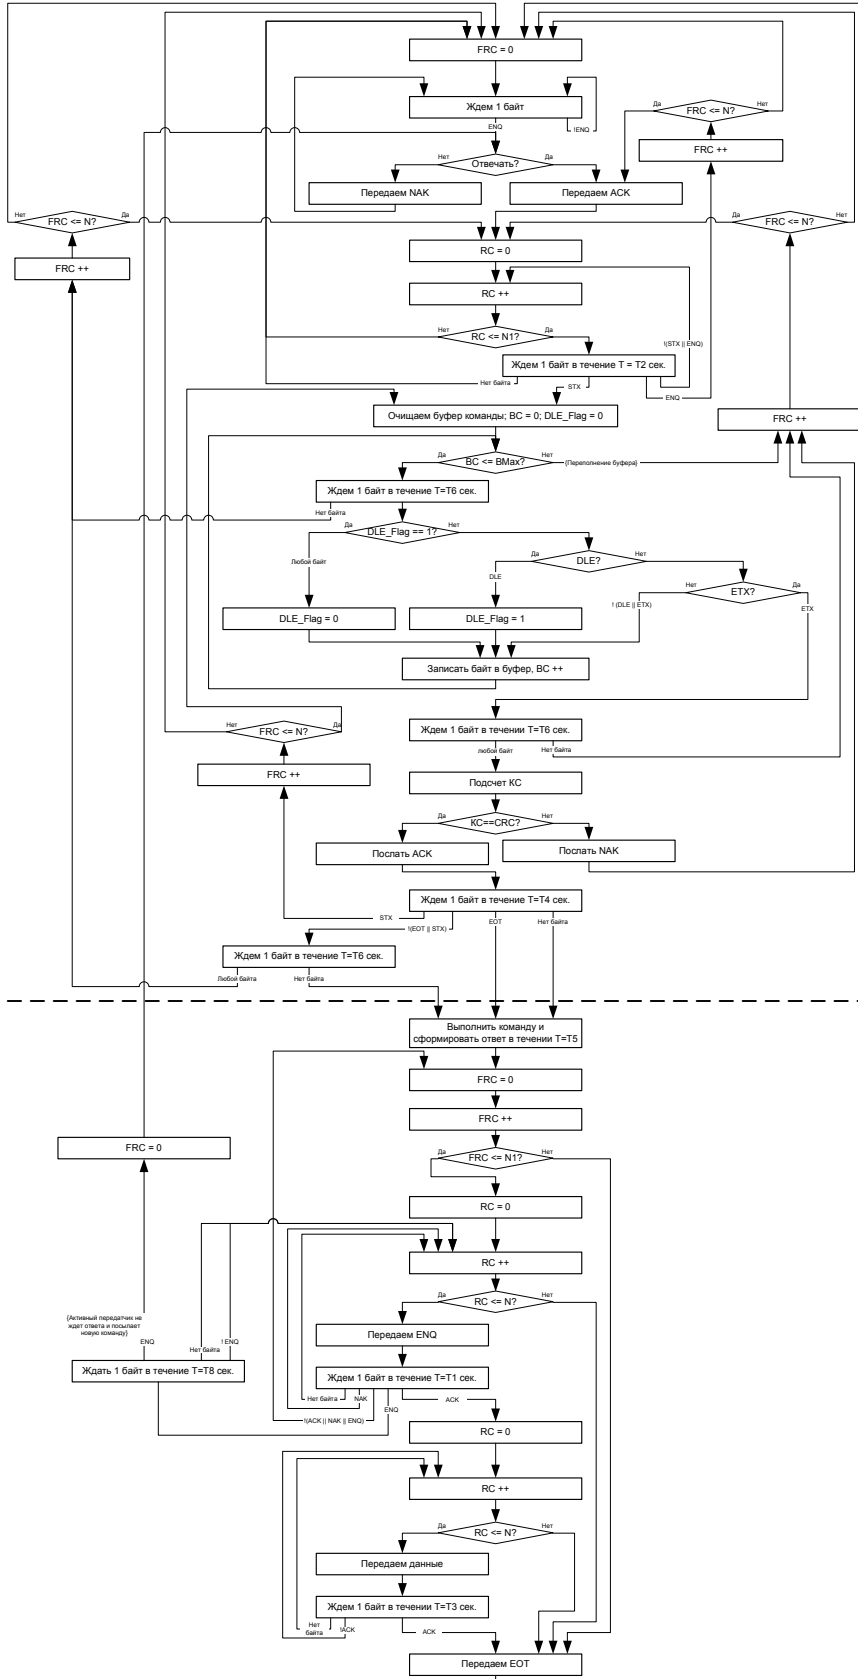 FRC = 0
Ждем 1 байт
ENQ
!ENQ
Да
FRC <= N?
Нет
FRC ++
Нет
Отвечать?
Да
Передаем NAK
Передаем ACK
Нет
FRC <= N?
Да
Да
FRC <= N?
Нет
RC = 0
FRC ++
RC ++
Нет
RC <= N1?
Да
!(STX || ENQ)
Ждем 1 байт в течение T = T2 сек.
Нет байта
STX
ENQ
Очищаем буфер команды; BC = 0; DLE_Flag = 0
FRC ++
Да
BC <= BMax?
Нет
{Переполнение буфера}
Ждем 1 байт в течение T=T6 сек.
Нет байта
Да
DLE_Flag == 1?
Нет
Да
DLE?
Нет
Любой байт
DLE
Нет
ETX?
Да
! (DLE || ETX)
ETX
DLE_Flag = 0
DLE_Flag = 1
Записать байт в буфер, BC ++
Нет
FRC <= N?
Да
Ждем 1 байт в течении T=T6 сек.
любой байт
Нет байта
FRC ++
Подсчет КС
Да
КС==CRC?
Нет
Послать ACK
Послать NAK
Ждем 1 байт в течение T=T4 сек.
STX
!(EOT || STX)
EOT
Нет байта
Ждем 1 байт в течение T=T6 сек.
Любой байта
Нет байта
Выполнить команду и
сформировать ответ в течении T=T5
FRC = 0
FRC ++
FRC = 0
Да
FRC <= N1?
Нет
RC = 0
RC ++
Да
RC <= N?
Нет
{Активный передатчик не
ждет ответа и посылает
новую команду}
ENQ
Нет байта
! ENQ
Передаем ENQ
Ждать 1 байт в течение T=T8 сек.
Ждем 1 байт в течение T=T1 сек.
Нет байта
NAK
!(ACK || NAK || ENQ)
ENQ
ACK
RC = 0
RC ++
Да
RC <= N?
Нет
Передаем данные
Ждем 1 байт в течении T=T3 сек.
Нет
байта
!ACK
ACK
Передаем EOT